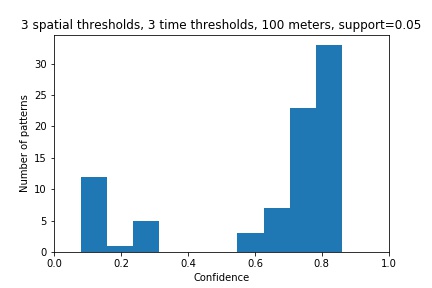 3 spatial thresholds, 3 time thresholds, 100 meters, support=0.05
30
25
20
15
10
5
0
Number of patterns
0.0 0.2 0.4 0.6 0.8 1.0
Confidence